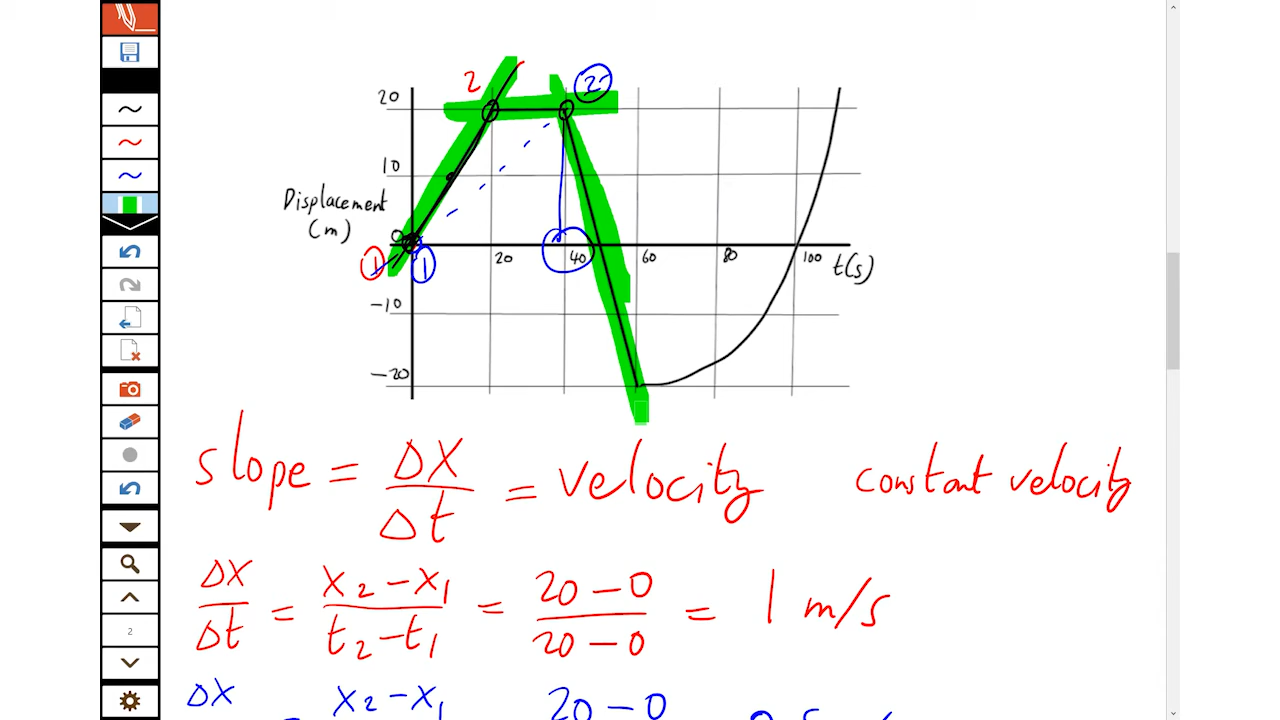 2 2
20
10
Displacement
(m)
0
1 1
20 40 60 80 100 t(s)
-10
-20
slope = Δx/Δt = velocity constant velocity
Δx/Δt = x₂-x₁/t₂-t₁ = 20-0/20-0 = 1 m/s
2
Δx x₂-x₁ 20-0